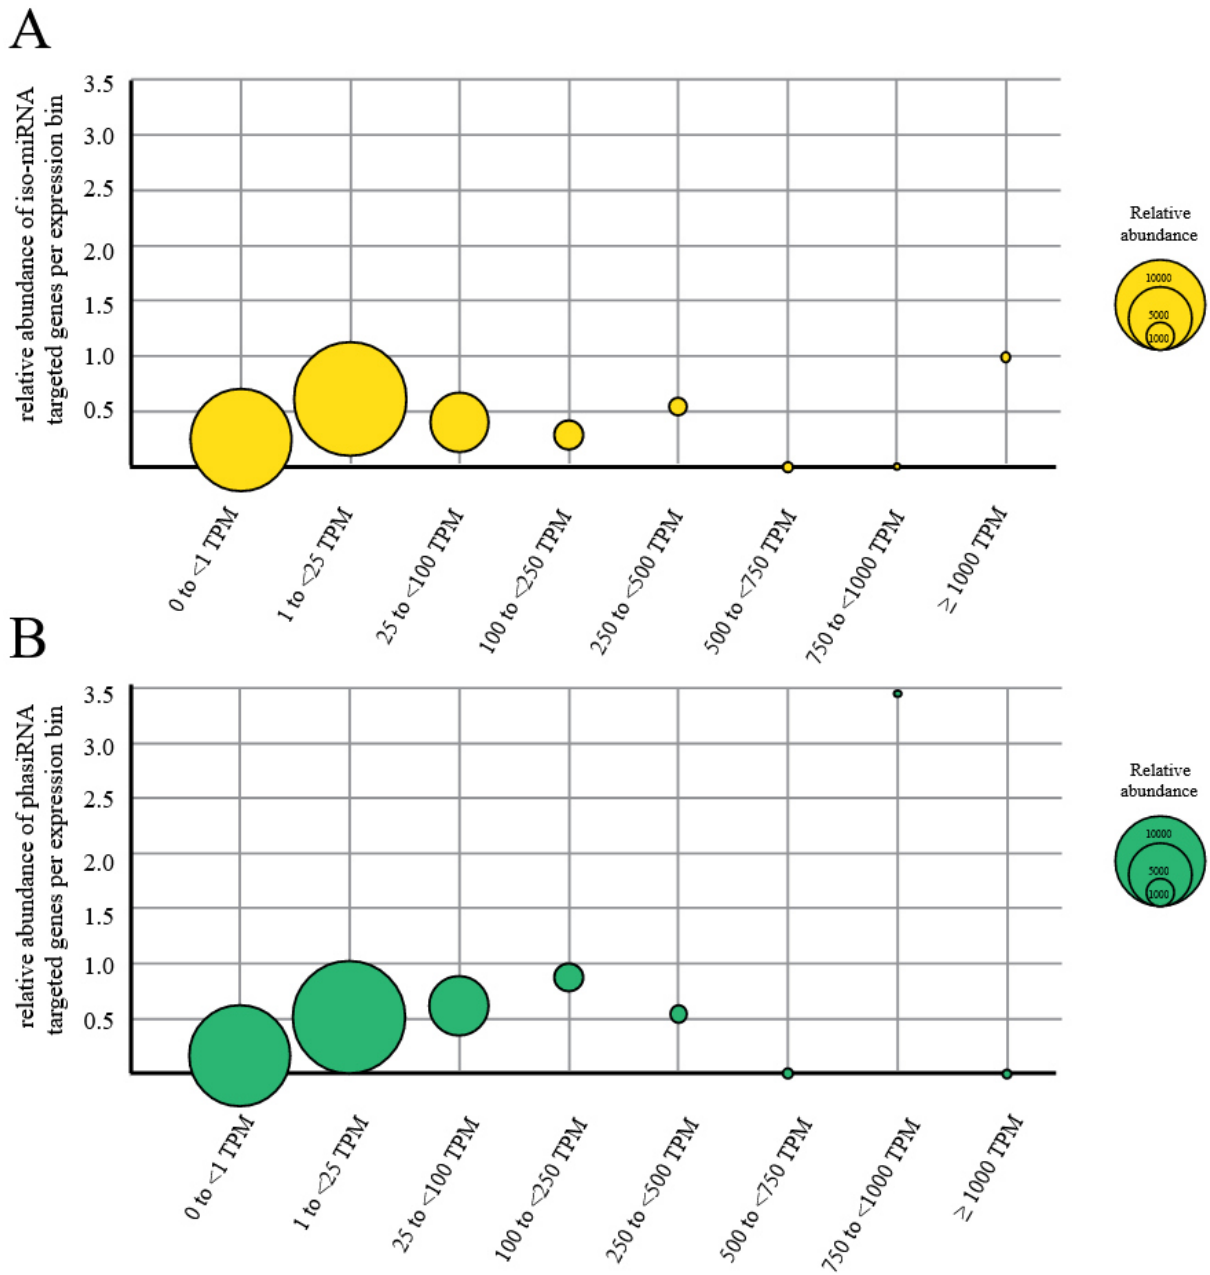 A
relative abundance of iso-miRNA
targeted genes per expression bin
3.5
3.0
2.5
2.0
1.5
1.0
0.5
0 to <1 TPM
1 to <25 TPM
25 to <100 TPM
100 to <250 TPM
250 to <500 TPM
500 to <750 TPM
750 to <1000 TPM
≥ 1000 TPM
Relative
abundance
10000
5000
1000
B
relative abundance of phasiRNA
targeted genes per expression bin
3.5
3.0
2.5
2.0
1.5
1.0
0.5
0 to <1 TPM
1 to <25 TPM
25 to <100 TPM
100 to <250 TPM
250 to <500 TPM
500 to <750 TPM
750 to <1000 TPM
≥ 1000 TPM
Relative
abundance
10000
5000
1000